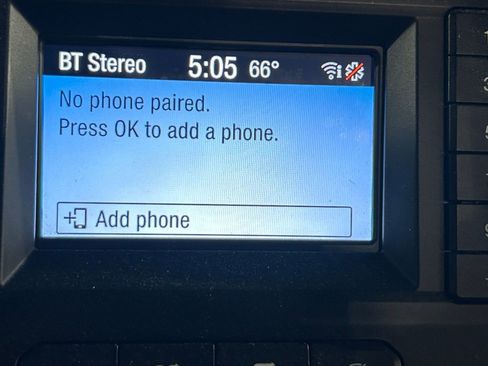 BT Stereo 5:05 66°
No phone paired.
Press OK to add a phone.
Add phone